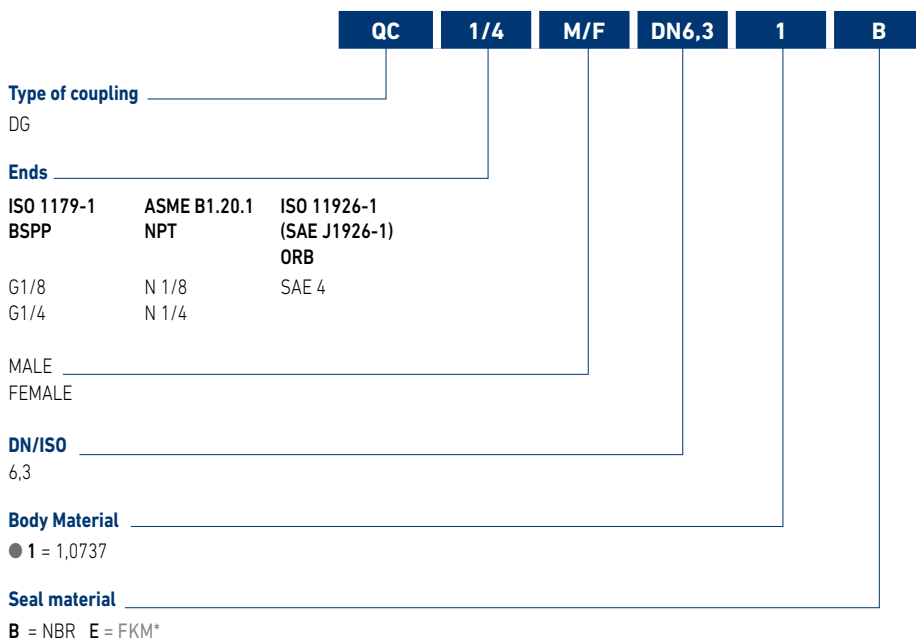 QC 1/4 M/F DN6,3 1 B
Type of coupling
DG
Ends
ISO 1179-1 ASME B1.20.1 ISO 11926-1
BSPP NPT (SAE J1926-1)
ORB
G1/8 N 1/8 SAE 4
G1/4 N 1/4
MALE
FEMALE
DN/ISO
6,3
Body Material
● 1 = 1,0737
Seal material
B = NBR E = FKM*